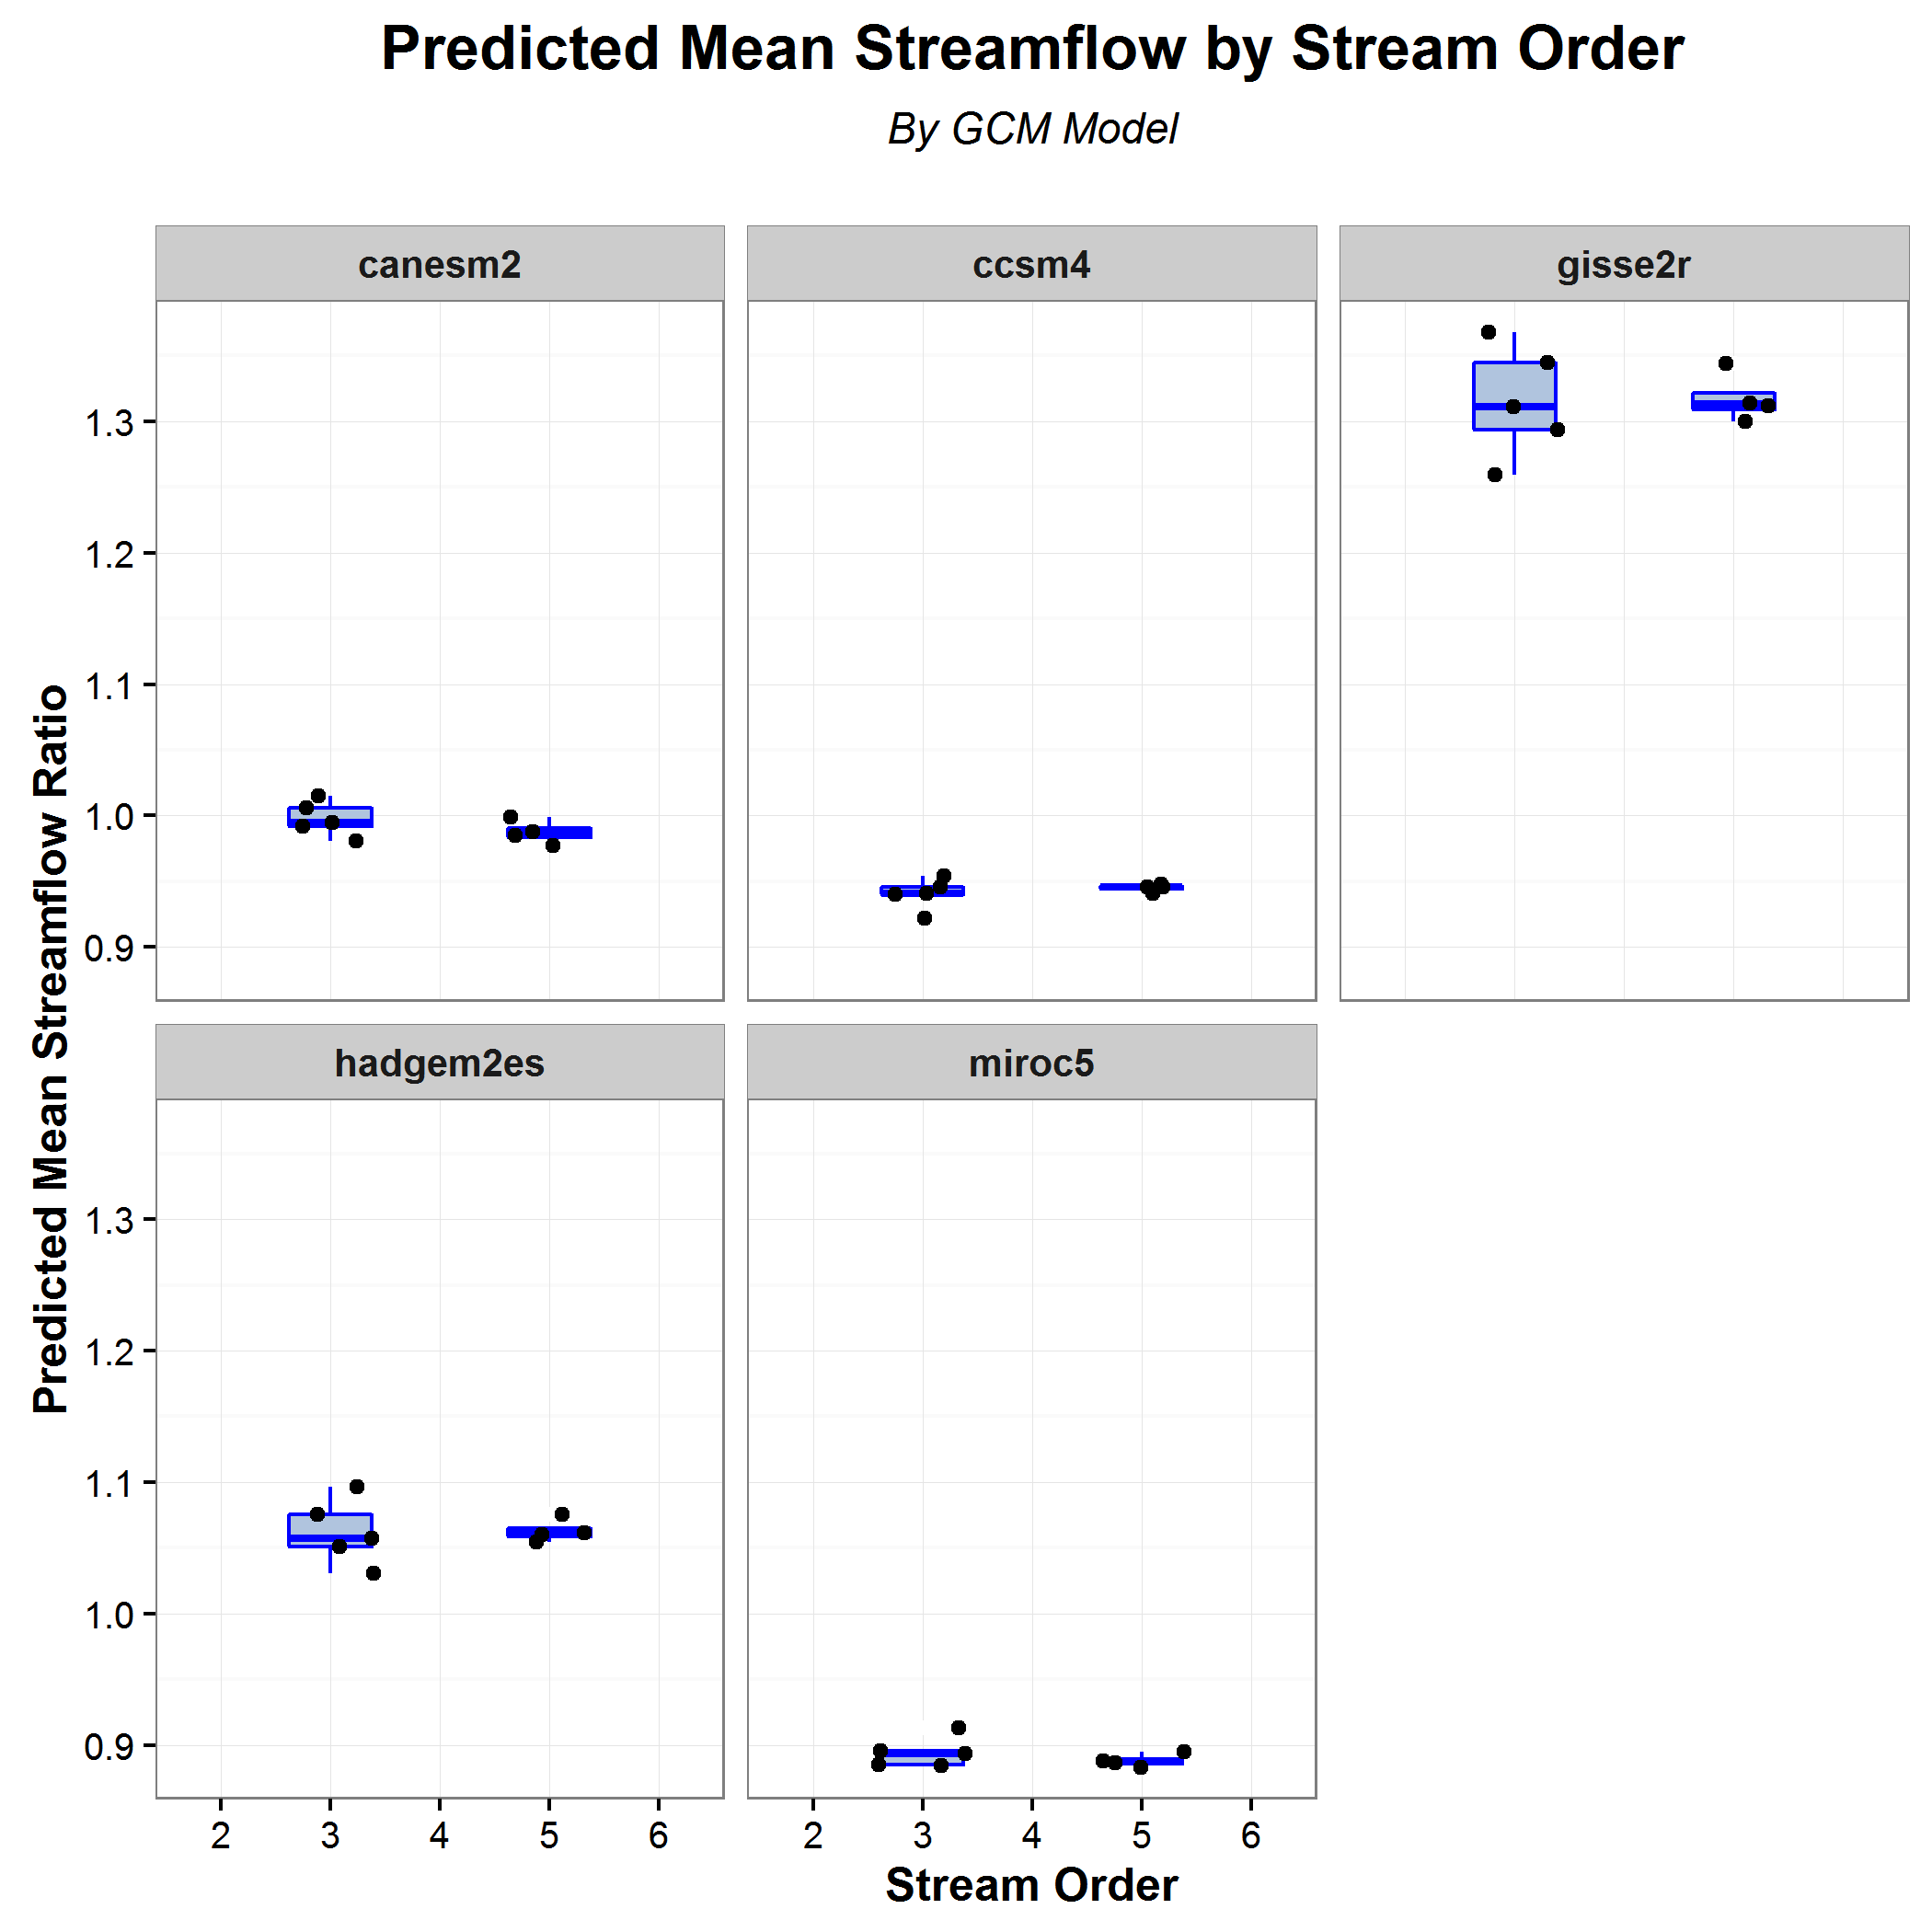 Predicted Mean Streamflow by Stream Order
By GCM Model
canesm2
ccsm4
gisse2r
1.3
1.2
1.1
1.0
0.9
Predicted Mean Streamflow Ratio
hadgem2es
miroc5
1.3
1.2
1.1
1.0
0.9
2 3 4 5 6
2 3 4 5 6
Stream Order